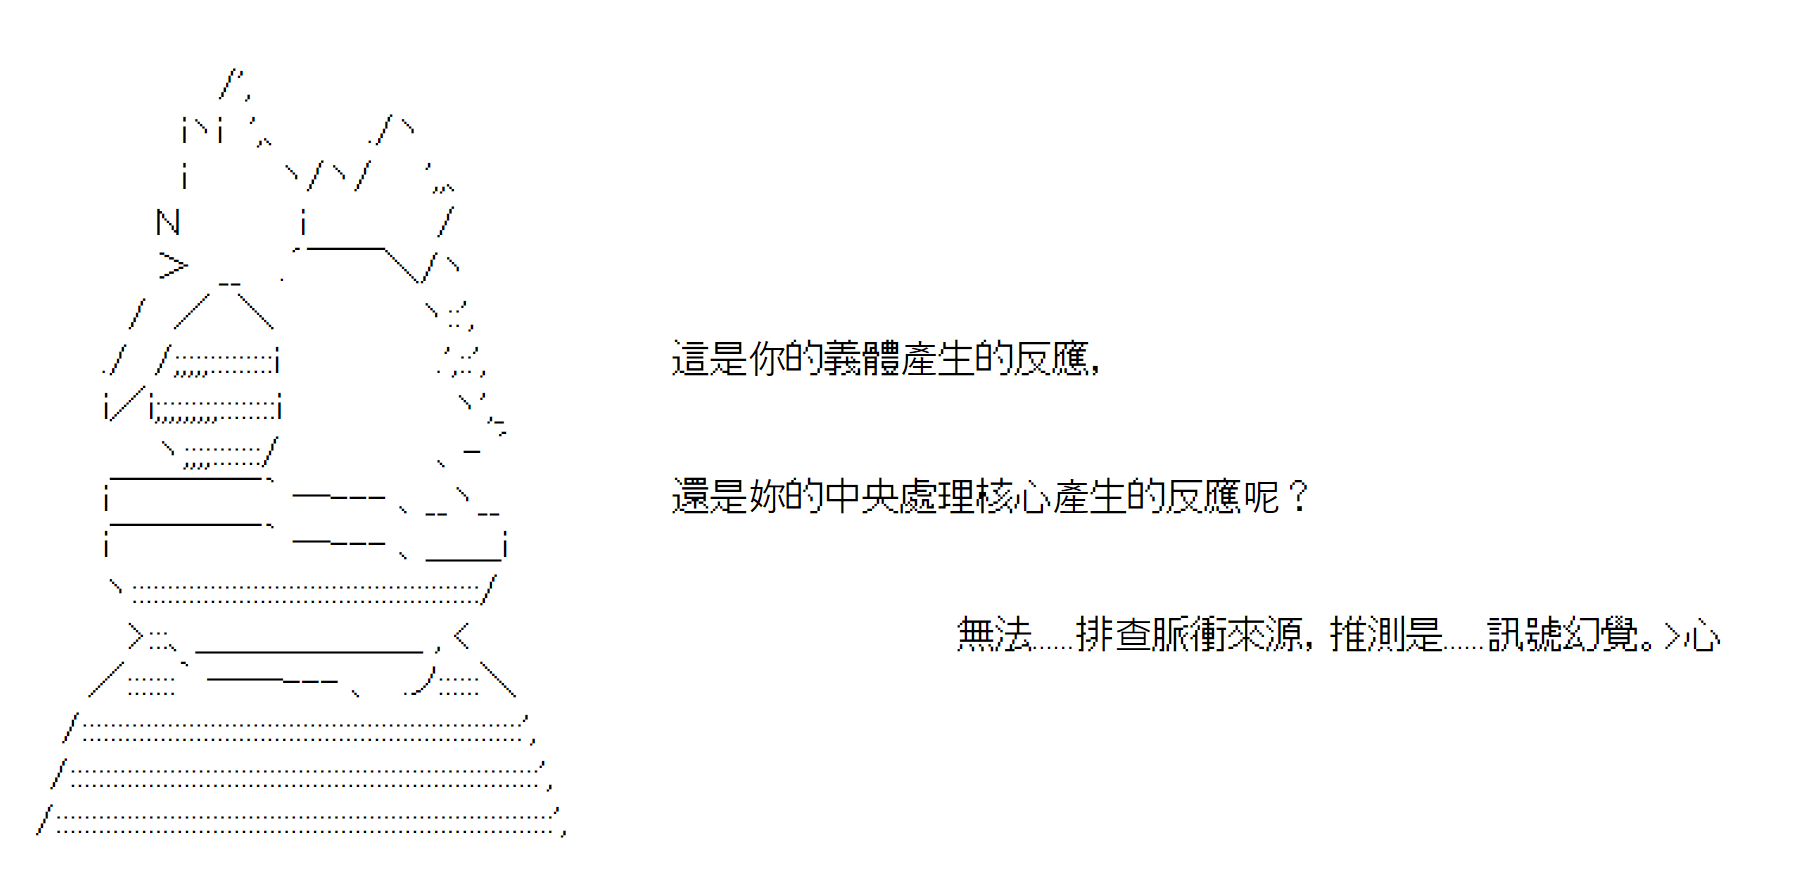 這是你的義體產生的反應，
還是妳的中央處理核心產生的反應呢？
無法……排查脈衝來源，推測是……訊號幻覺。>心